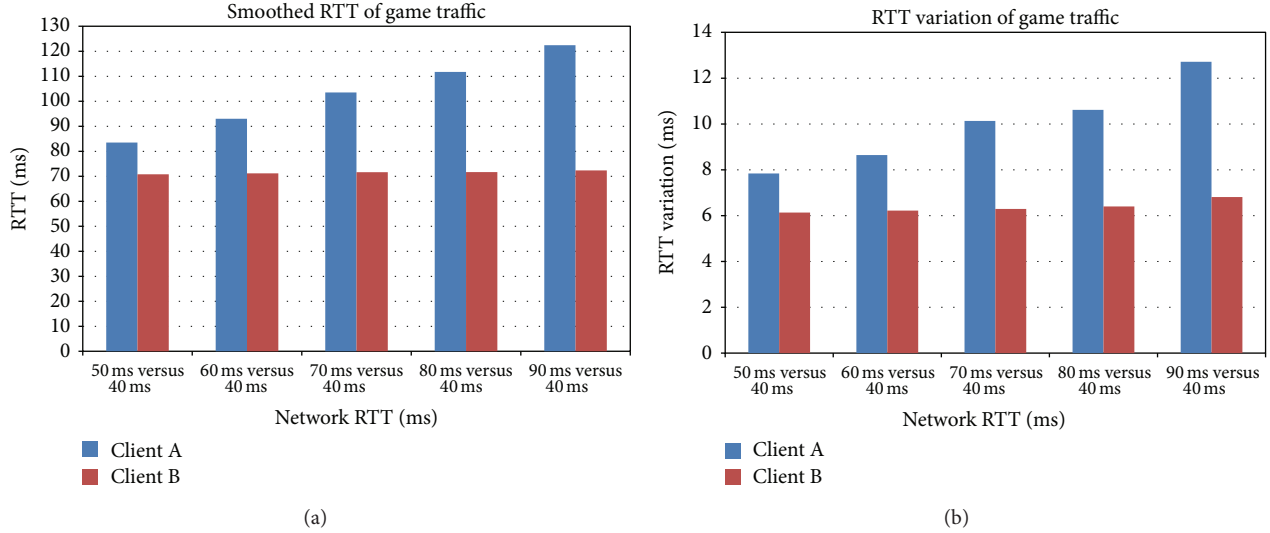 Smoothed RTT of game traffic
130
120
110
100
90
80
70
60
50
40
30
20
10
0
RTT (ms)
50 ms versus
40 ms
60 ms versus
40 ms
70 ms versus
40 ms
80 ms versus
40 ms
90 ms versus
40 ms
Network RTT (ms)
Client A
Client B
(a)
RTT variation of game traffic
14
12
10
8
6
4
2
0
RTT variation (ms)
50 ms versus
40 ms
60 ms versus
40 ms
70 ms versus
40 ms
80 ms versus
40 ms
90 ms versus
40 ms
Network RTT (ms)
Client A
Client B
(b)